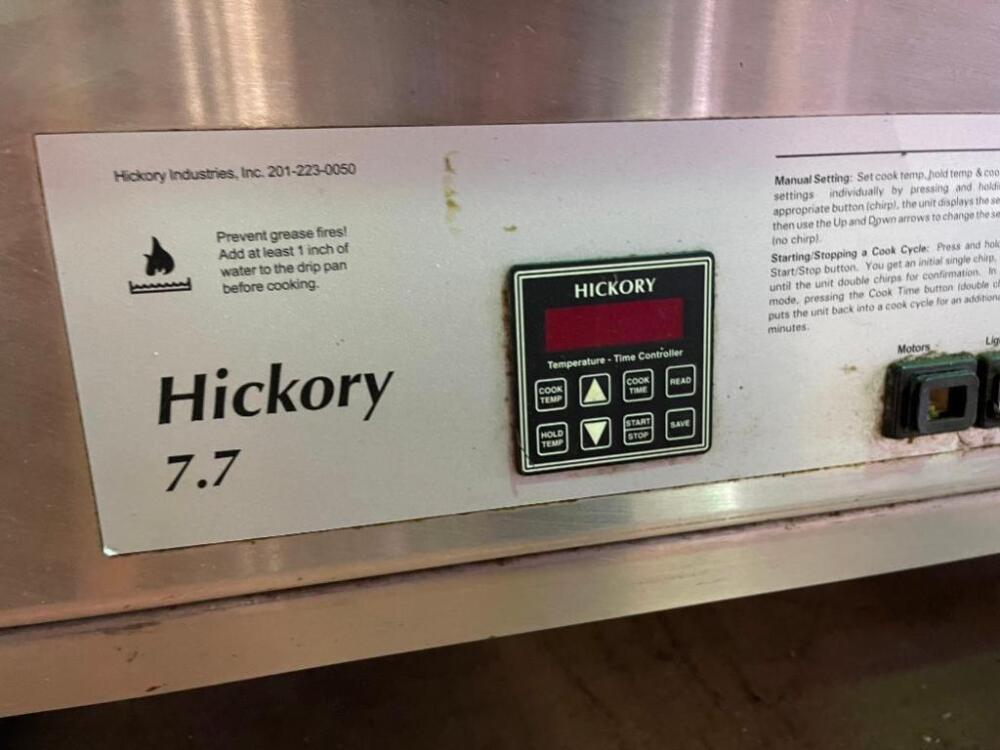 Hickory Industries, Inc. 201-223-0050
Prevent grease fires!
Add at least 1 inch of
water to the drip pan
before cooking.
Hickory
7.7
HICKORY
Temperature - Time Controller
COOK TEMP
COOK TIME
READ
HOLD TEMP
START STOP
SAVE
Manual Setting: Set cook temp, hold temp & coo
settings individually by pressing and holdi
appropriate button (chirp), the unit displays the se
then use the Up and Down arrows to change the se
(no chirp).
Starting/Stopping a Cook Cycle: Press and hol
Start/Stop button. You get an initial single chirp,
until the unit double chirps for confirmation. In
mode, pressing the Cook Time button (double c
puts the unit back into a cook cycle for an addition
minutes.
Motors
Lig